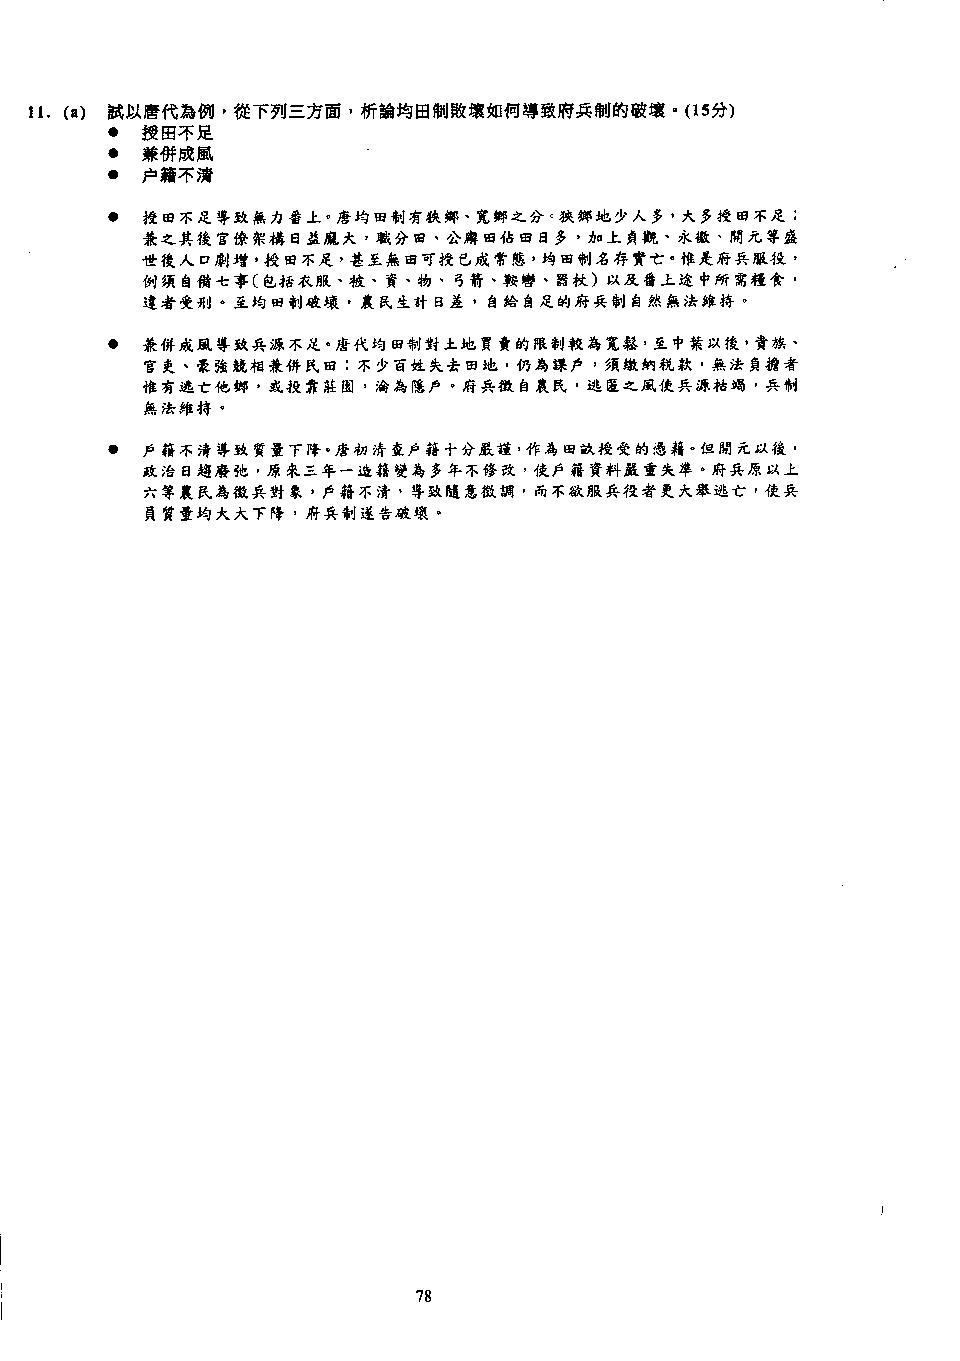 11. (a) 試以唐代為例，從下列三方面，析論均田制敗壞如何導致府兵制的破壞。(15分)
● 授田不足
● 兼併成風
● 户籍不清
● 授田不足導致無力番上。唐均田制有狹鄉、寬鄉之分。狹鄉地少人多，大多授田不足；
兼之其後官僚架構日益龐大，職分田、公廨田佔田日多，加上貞觀、永徽、開元等盛
世後人口劇增，授田不足，甚至無田可授已成常態，均田制名存實亡。惟是府兵服役，
例須自備七事(包括衣服、被、資、物、弓箭、鞍轡、器杖)以及番上途中所需糧食，
違者受刑。至均田制破壞，農民生計日差，自給自足的府兵制自然無法維持。
● 兼併成風導致兵源不足。唐代均田制對土地買賣的限制較為寬鬆，至中葉以後，貴族、
官吏、豪強競相兼併民田；不少百姓失去田地，仍為課戶，須繳納税款，無法負擔者
惟有逃亡他鄉，或投靠莊園，淪為隱戶。府兵徵自農民，逃匿之風使兵源枯竭，兵制
無法維持。
● 戶籍不清導致質量下降。唐初清查戶籍十分嚴謹，作為田畝授受的憑藉。但開元以後，
政治日趨廢弛，原來三年一造籍變為多年不修改，使戶籍資料嚴重失準。府兵原以上
六等農民為徵兵對象，戶籍不清，導致隨意徵調，而不欲服兵役者更大舉逃亡，使兵
員質量均大大下降，府兵制遂告破壞。
78